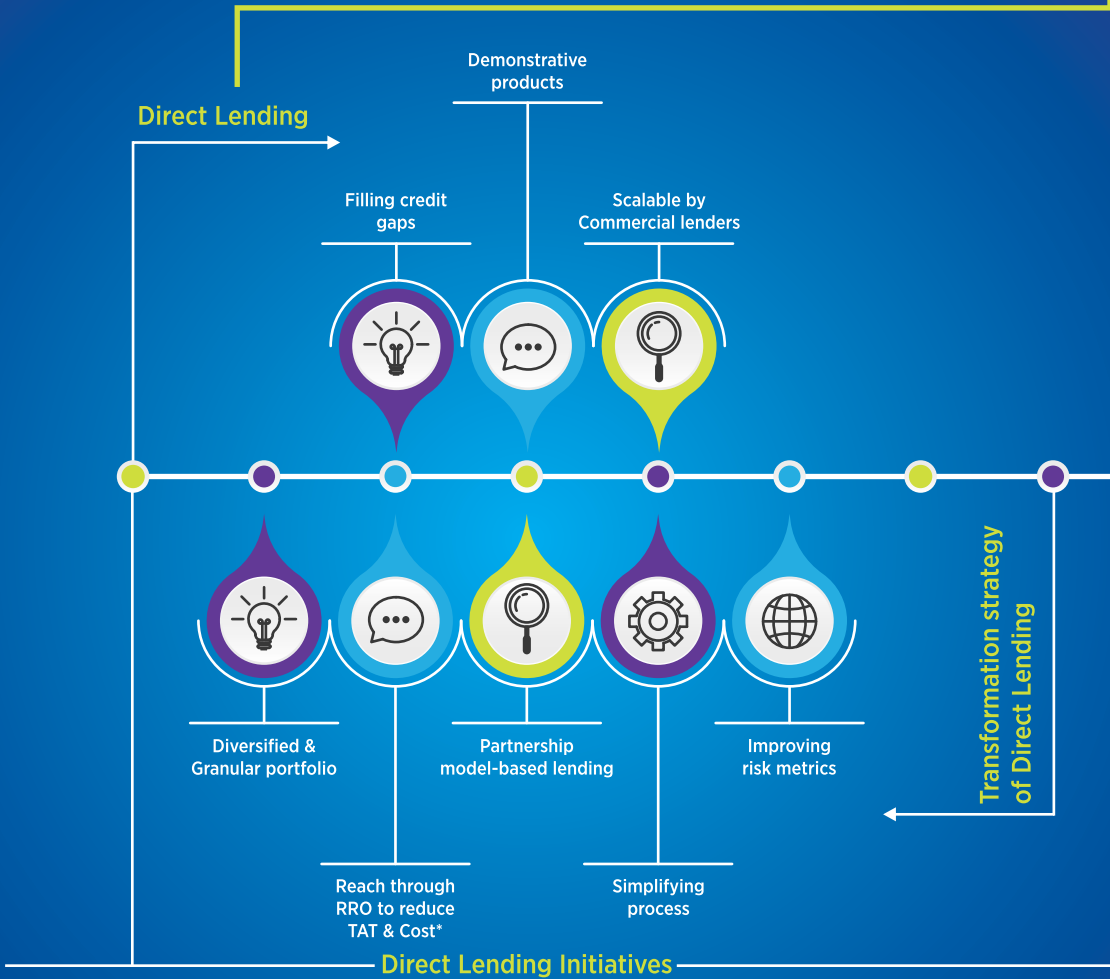 Demonstrative
products
Direct Lending
Filling credit
gaps
Scalable by
Commercial lenders
Transformation strategy
of Direct Lending
Diversified &
Granular portfolio
Partnership
model-based lending
Improving
risk metrics
Reach through
RRO to reduce
TAT & Cost*
Simplifying
process
Direct Lending Initiatives